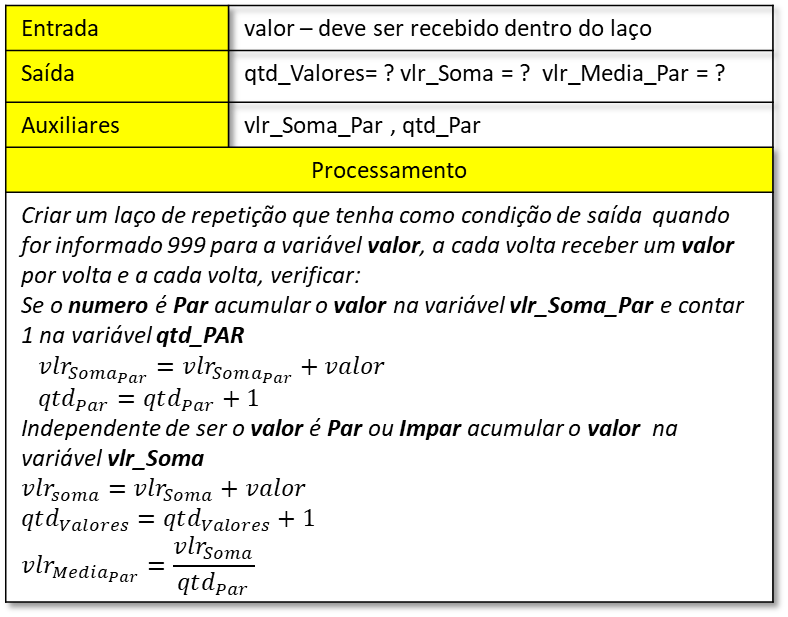 Entrada valor – deve ser recebido dentro do laço
Saída qtd_Valores= ? vlr_Soma = ? vlr_Media_Par = ?
Auxiliares vlr_Soma_Par , qtd_Par
Processamento
Criar um laço de repetição que tenha como condição de saída quando
for informado 999 para a variável valor, a cada volta receber um valor
por volta e a cada volta, verificar:
Se o numero é Par acumular o valor na variável vlr_Soma_Par e contar
1 na variável qtd_PAR
vlr_{Soma_{Par}} = vlr_{Soma_{Par}} + valor
qtd_{Par} = qtd_{Par} + 1
Independente de ser o valor é Par ou Impar acumular o valor na
variável vlr_Soma
vlr_{soma} = vlr_{Soma} + valor
qtd_{Valores} = qtd_{Valores} + 1
vlr_{Media_{Par}} = \frac{vlr_{Soma}}{qtd_{Par}}